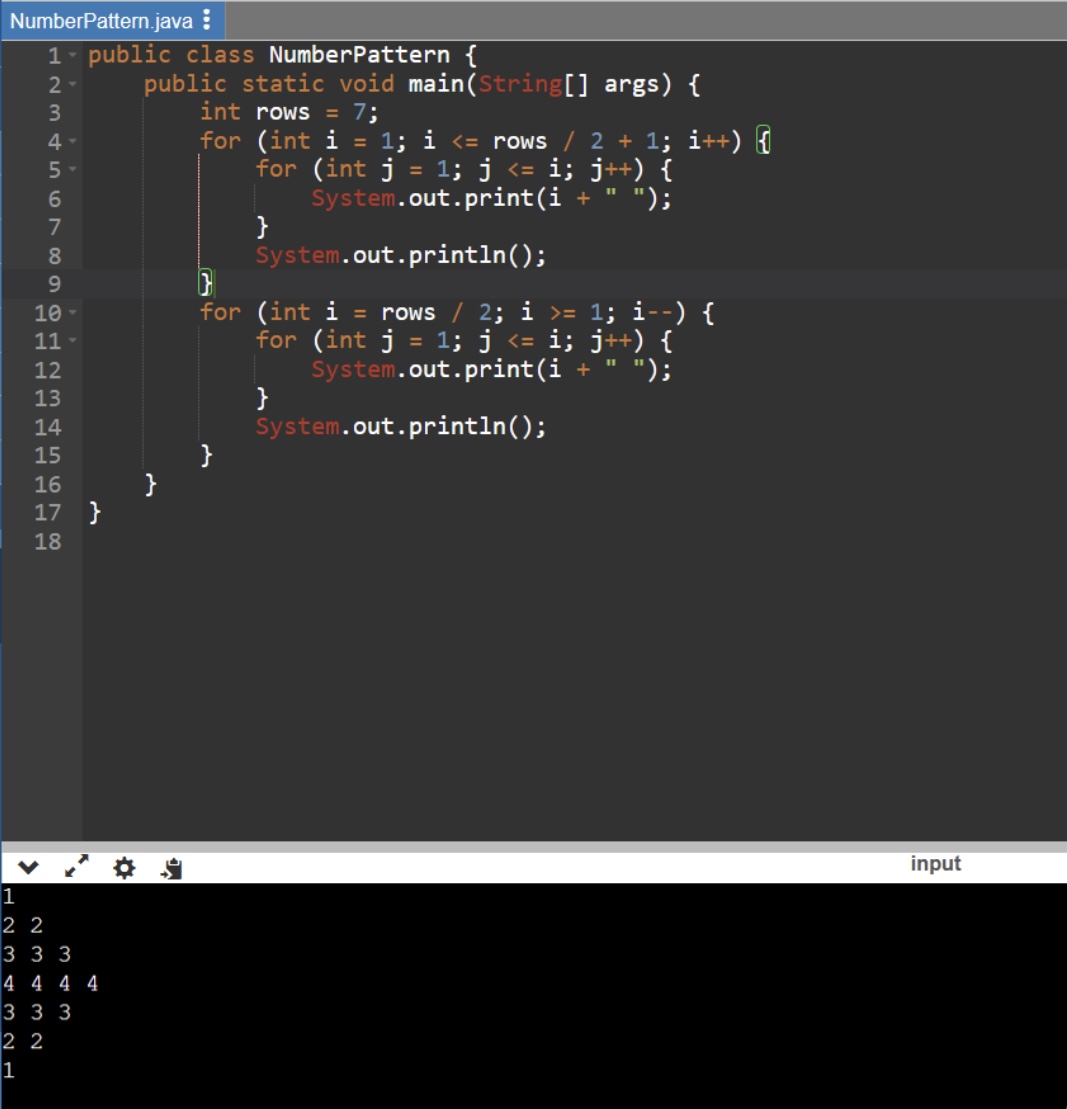 NumberPattern.java
1 public class NumberPattern {
2     public static void main(String[] args) {
3         int rows = 7;
4         for (int i = 1; i <= rows / 2 + 1; i++) {
5             for (int j = 1; j <= i; j++) {
6                 System.out.print(i + " ");
7             }
8             System.out.println();
9         }
10         for (int i = rows / 2; i >= 1; i--) {
11             for (int j = 1; j <= i; j++) {
12                 System.out.print(i + " ");
13             }
14             System.out.println();
15         }
16     }
17 }
18
input
1
2 2
3 3 3
4 4 4 4
3 3 3
2 2
1